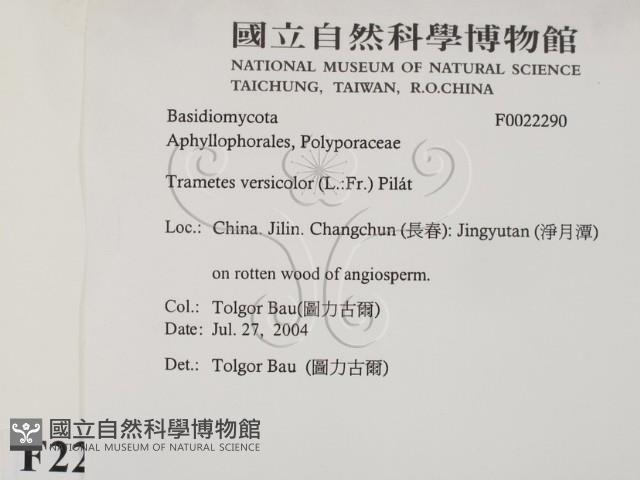 國立自然科學博物館
NATIONAL MUSEUM OF NATURAL SCIENCE
TAICHUNG, TAIWAN, R.O.CHINA
Basidiomycota F0022290
Aphyllophorales, Polyporaceae
Trametes versicolor (L.:Fr.) Pilát
Loc.: China. Jilin. Changchun (長春): Jingyutan (淨月潭)
on rotten wood of angiosperm.
Col.: Tolgor Bau(圖力古爾)
Date: Jul. 27, 2004
Det.: Tolgor Bau (圖力古爾)
國立自然科學博物館
NATIONAL MUSEUM OF NATURAL SCIENCE
F22